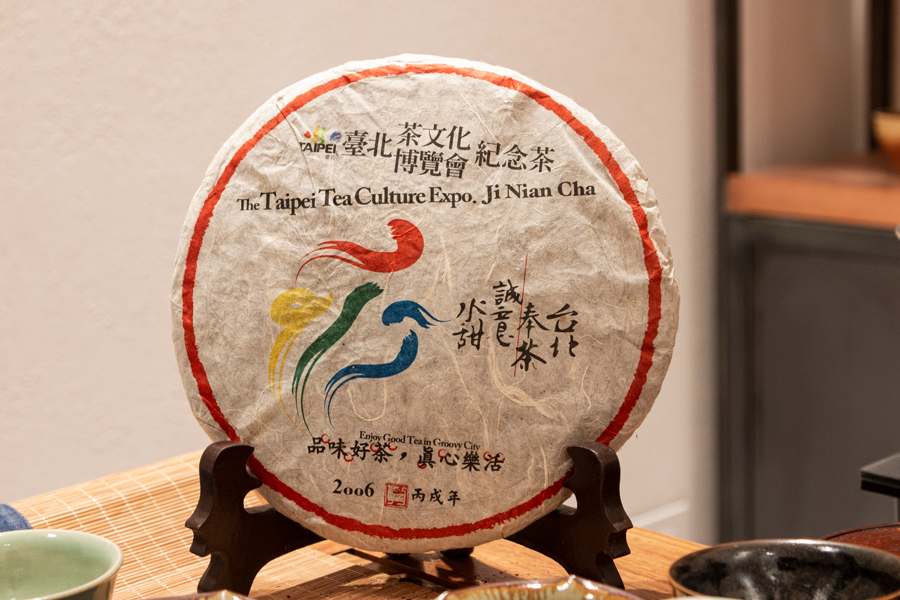 TAIPEI 臺北 茶文化博覽會 紀念茶
The Taipei Tea Culture Expo. Ji Nian Cha
台北
奉茶
誠意
水甜
Enjoy Good Tea in Groovy City
品味好茶，真心樂活
2006 丙戌年